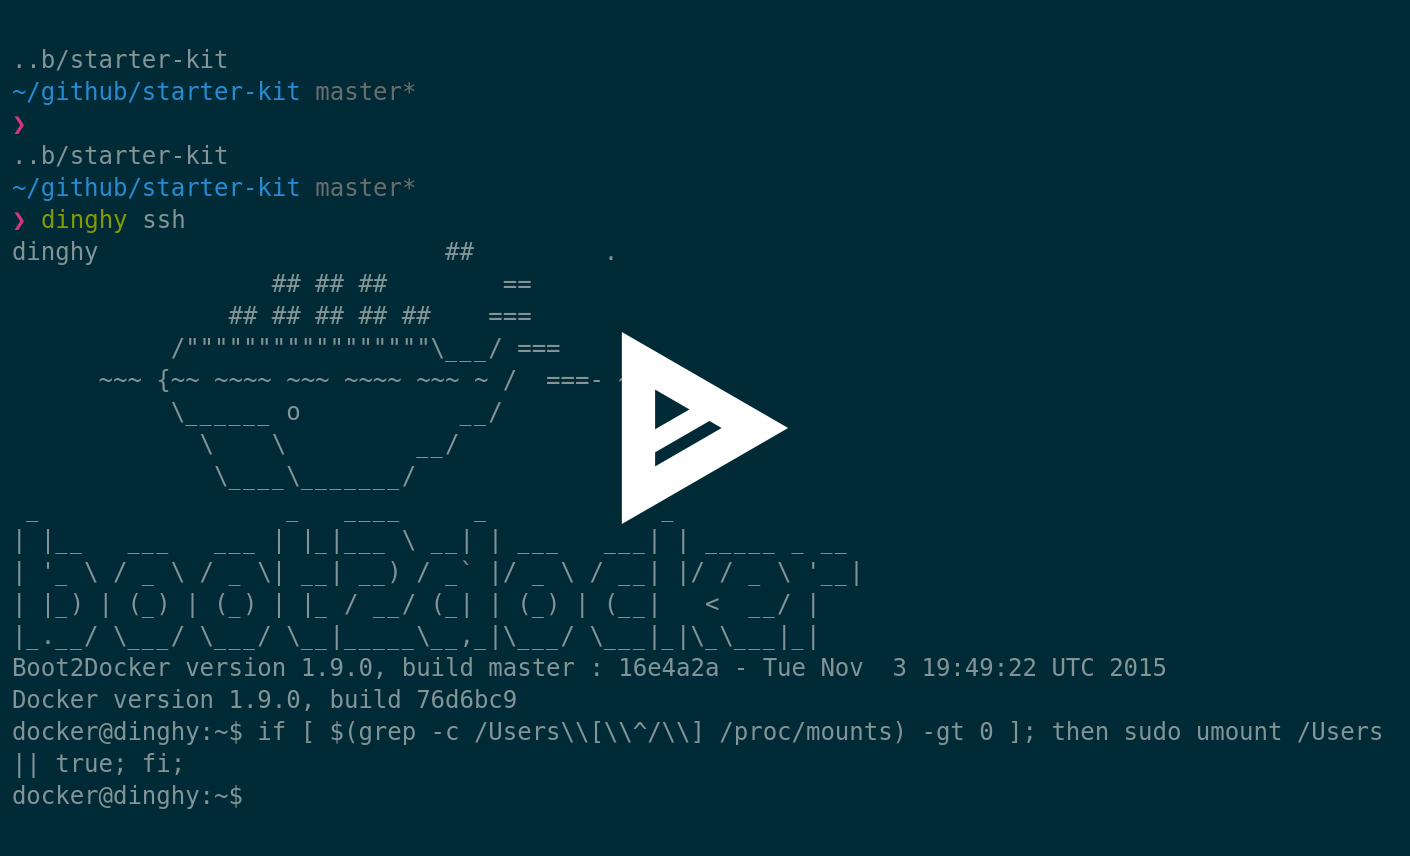 ..b/starter-kit
~/github/starter-kit master*
❯
..b/starter-kit
~/github/starter-kit master*
❯ dinghy ssh
dinghy                        ##         .
                  ## ## ##        ==
               ## ## ## ## ##    ===
           /"""""""""""""""""\___/ ===
      ~~~ {~~ ~~~~ ~~~ ~~~~ ~~~ ~ /  ===- ~
           \______ o           __/
             \    \         __/
              \____\_______/
 _                 _   ____     _            _
| |__   ___   ___ | |_|___ \ __| | ___   ___| | _____ _ __
| '_ \ / _ \ / _ \| __| __) / _` |/ _ \ / __| |/ / _ \ '__|
| |_) | (_) | (_) | |_ / __/ (_| | (_) | (__|   <  __/ |
|_.__/ \___/ \___/ \__|_____\__,_|\___/ \___|_|\_\___|_|
Boot2Docker version 1.9.0, build master : 16e4a2a - Tue Nov  3 19:49:22 UTC 2015
Docker version 1.9.0, build 76d6bc9
docker@dinghy:~$ if [ $(grep -c /Users\\[\\^/\\] /proc/mounts) -gt 0 ]; then sudo umount /Users
|| true; fi;
docker@dinghy:~$